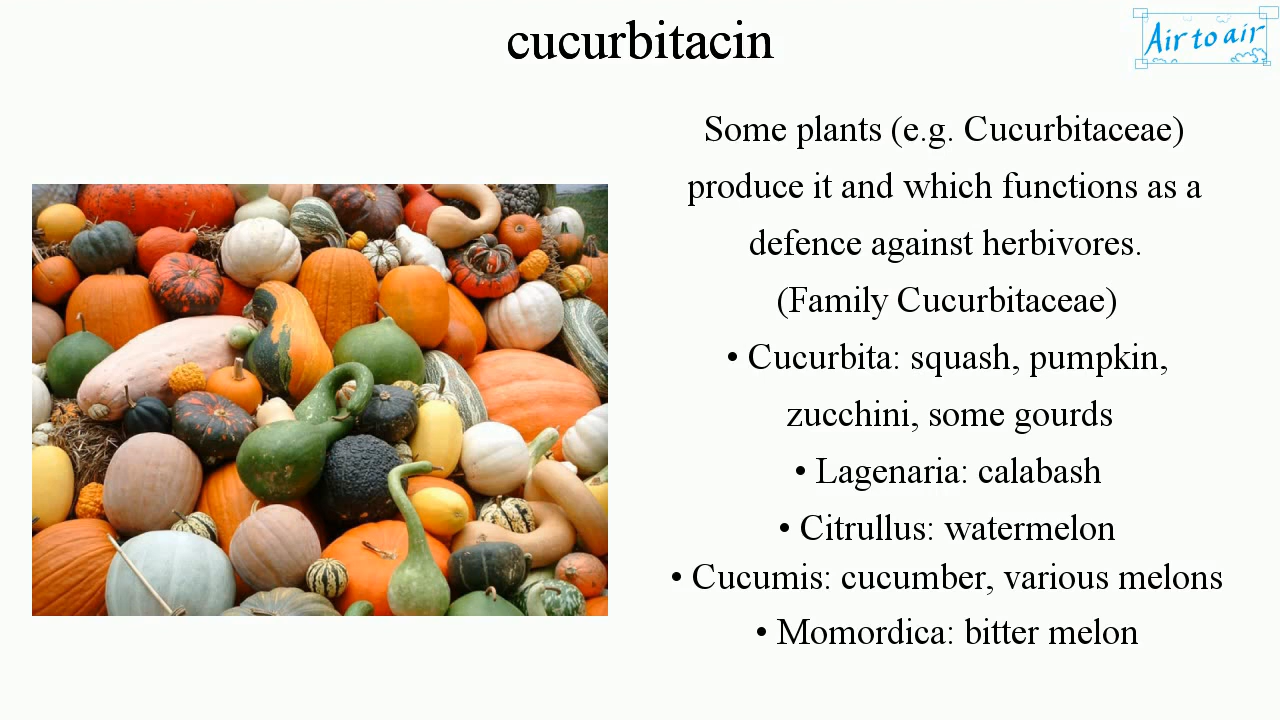 cucurbitacin
Air to air
Some plants (e.g. Cucurbitaceae)
produce it and which functions as a
defence against herbivores.
(Family Cucurbitaceae)
• Cucurbita: squash, pumpkin,
zucchini, some gourds
• Lagenaria: calabash
• Citrullus: watermelon
• Cucumis: cucumber, various melons
• Momordica: bitter melon